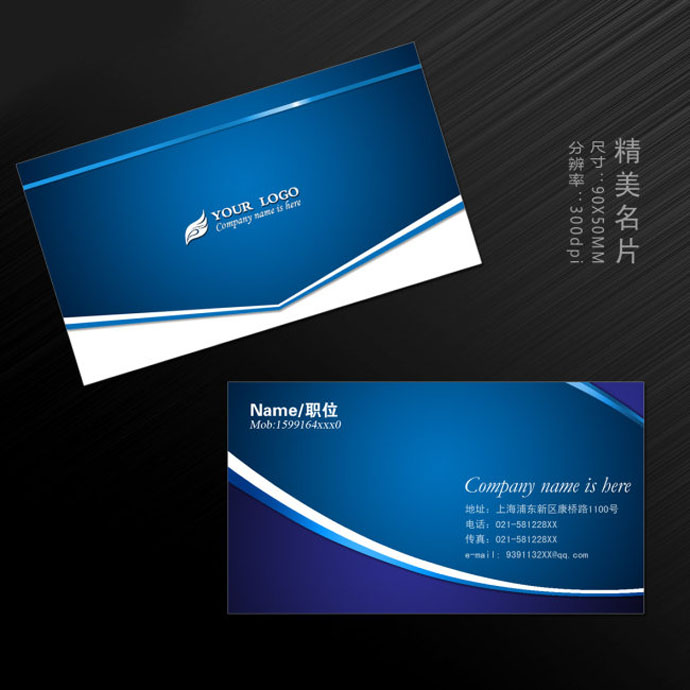 YOUR LOGO
Company name is here
精美名片
尺寸:90X50MM
分辨率:300dpi
Name/职位
Mob:1599164xxx0
Company name is here
地址: 上海浦东新区康桥路1100号
电话: 021-581228XX
传真: 021-581228XX
e-mail: 9391132XX@qq.com